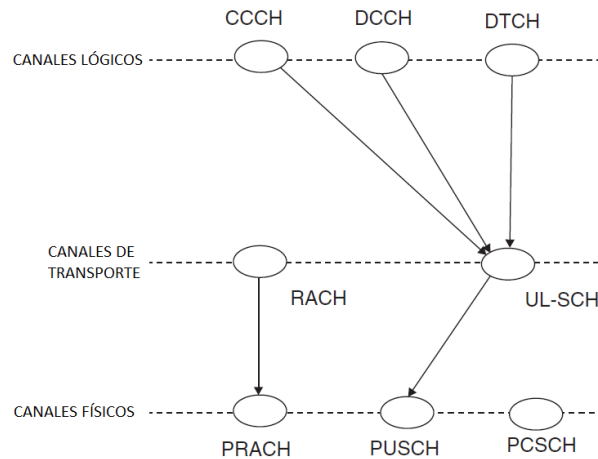 CCCH DCCH DTCH
CANALES LÓGICOS
CANALES DE
TRANSPORTE
RACH UL-SCH
CANALES FÍSICOS
PRACH PUSCH PCSCH